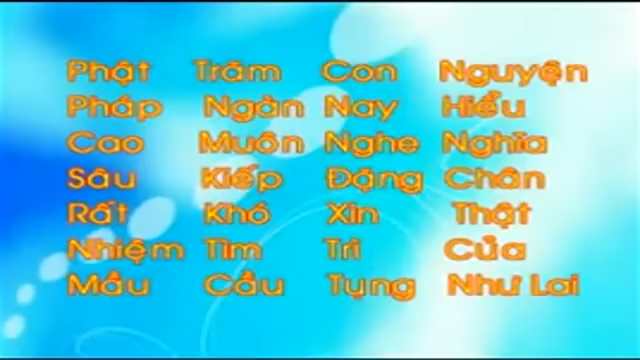 Phật Pháp Cao Sâu Rất Nhiệm Mầu
Trăm Ngàn Muôn Kiếp Khó Tìm Cầu
Con Nay Nghe Đặng Xin Trì Tụng
Nguyện Hiểu Nghĩa Chân Thật Của Như Lai